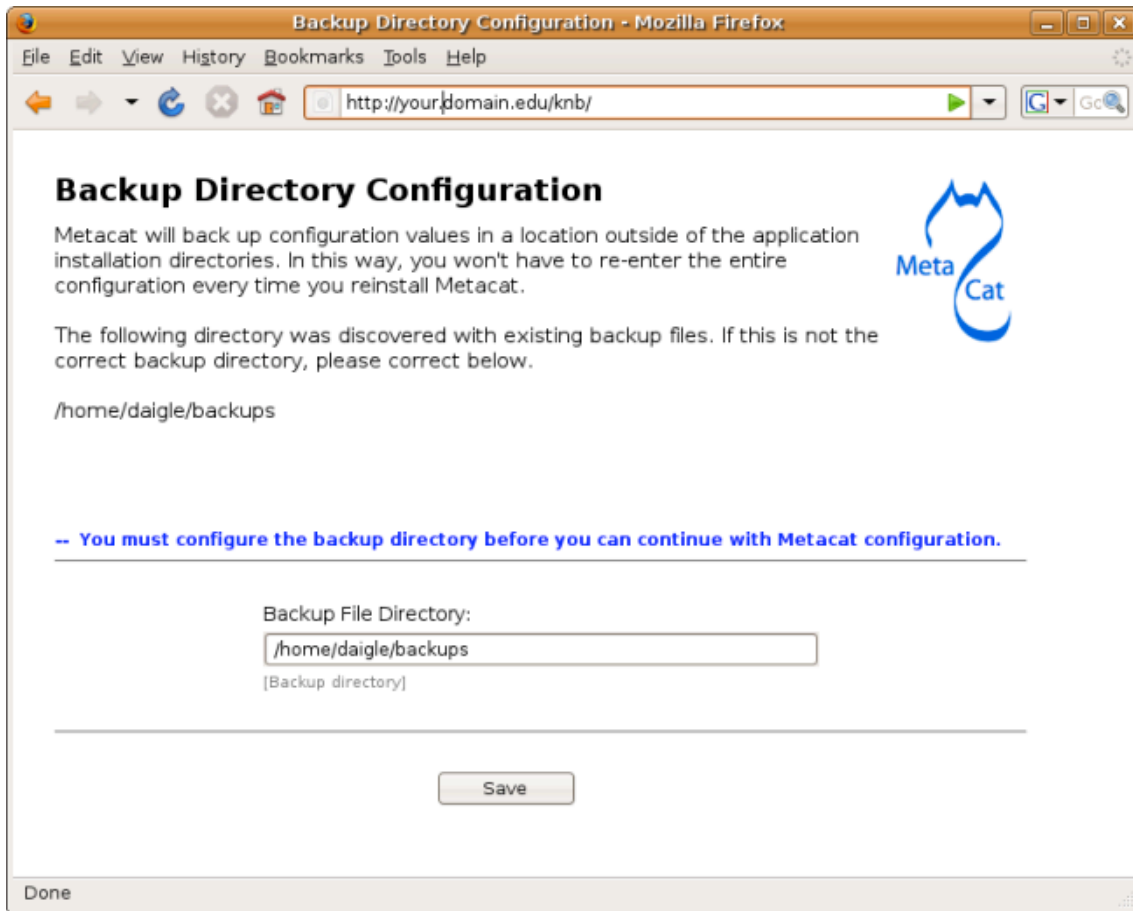 Backup Directory Configuration - Mozilla Firefox
File Edit View History Bookmarks Tools Help
http://your.domain.edu/knb/
G Go
Backup Directory Configuration
Metacat will back up configuration values in a location outside of the application
installation directories. In this way, you won't have to re-enter the entire
configuration every time you reinstall Metacat.
Meta
Cat
The following directory was discovered with existing backup files. If this is not the
correct backup directory, please correct below.
/home/daigle/backups
-- You must configure the backup directory before you can continue with Metacat configuration.
Backup File Directory:
/home/daigle/backups
[Backup directory]
Save
Done